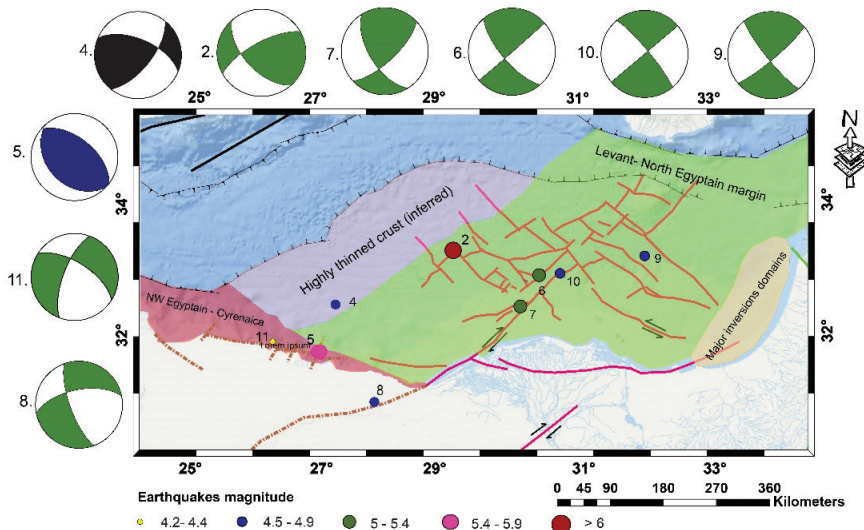 4.
2.
7.
6.
10.
9.
5.
11.
8.
25°
27°
29°
31°
33°
N
34°
32°
34°
32°
Levant- North Egyptain margin
Highly thinned crust (inferred)
NW Egyptain - Cyrenaica
Major inversions domains
2
9
10
6
4
7
11
5
Lorem ipsum
8
25°
27°
29°
31°
33°
0 45 90 180 270 360
Kilometers
Earthquakes magnitude
4.2- 4.4
4.5 - 4.9
5 - 5.4
5.4 - 5.9
> 6